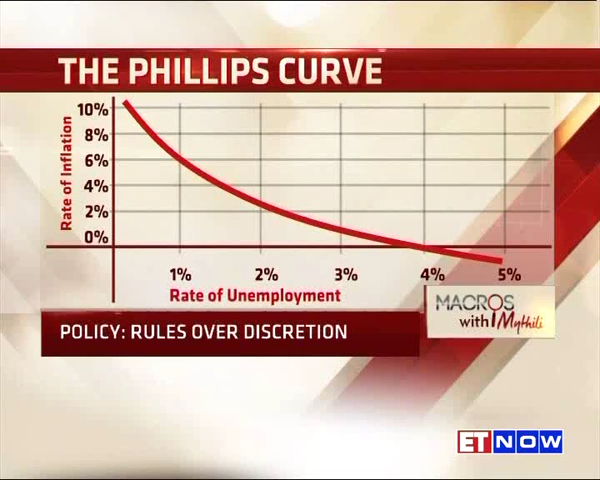 THE PHILLIPS CURVE
Rate of Inflation
10%
8%
6%
4%
2%
0%
1% 2% 3% 4% 5%
Rate of Unemployment
MACROS
with Mythili
POLICY: RULES OVER DISCRETION
ET NOW